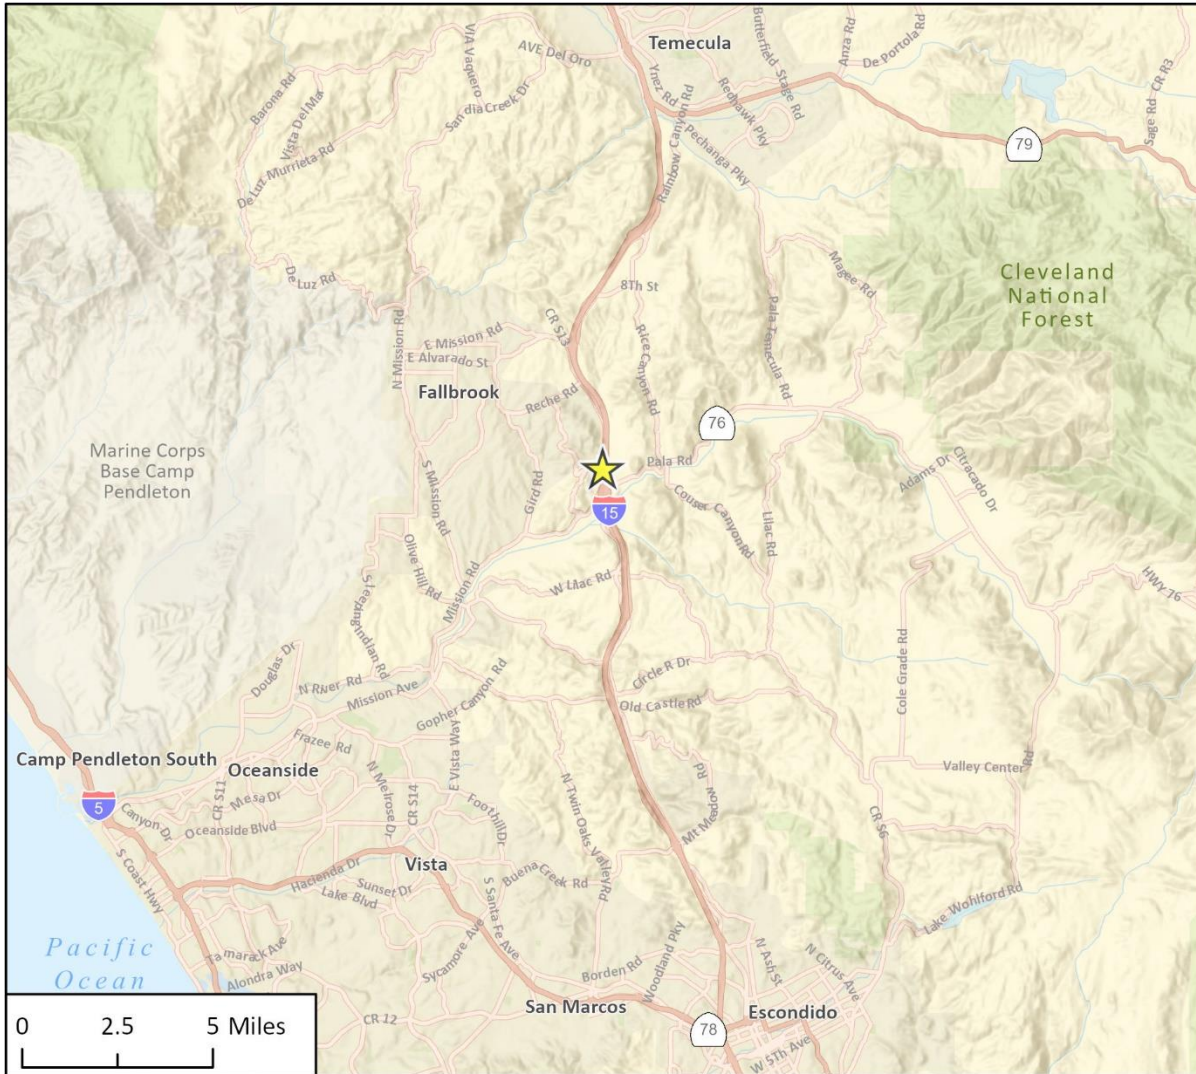 Temecula
AVE Del Oro
VIA Vaquero
Barona Rd
Vista Del Mar
Sandia Creek Dr
De Luz Murrieta Rd
Ynez Rd
Redhawk Pky
Butterfield Stage Rd
Anza Rd
De Portola Rd
Sage Rd CR R3
79
Pechanga Pky
Rainbow Canyon Rd
De Luz Rd
8Th St
Magee Rd
Cleveland
National
Forest
CR S13
E Mission Rd
E Alvarado St
N Mission Rd
Rice Canyon Rd
Pala Temecula Rd
Fallbrook
Reche Rd
76
Marine Corps
Base Camp
Pendleton
S Mission Rd
Gird Rd
Pala Rd
15
Couser Canyon Rd
Lilac Rd
Adams Dr
Citracado Dr
Olive Hill Rd
Mission Rd
W Lilac Rd
HWY 76
Sleeping Indian Rd
Cole Grade Rd
Douglas Dr
N River Rd
Mission Ave
Gopher Canyon Rd
Circle R Dr
Old Castle Rd
Camp Pendleton South
Oceanside
Frazee Rd
N Melrose Dr
E Vista Way
N Twin Oaks Valley Rd
Mt Meadow Rd
Valley Center Rd
5
Canyon Dr
CR S11
Mesa Dr
CR S14
Foothill Dr
Oceanside Blvd
CR S6
S Coast Hwy
Hacienda Dr
Vista
Sunset Dr
Lake Blvd
S Santa Fe Ave
Buena Creek Rd
Lake Wohlford Rd
Pacific
Ocean
Tamarack Ave
Alondra Way
Sycamore Ave
Borden Rd
Woodland Pky
N Ash St
N Citrus Ave
San Marcos
Escondido
CR 12
78
W 5Th Ave
0 2.5 5 Miles